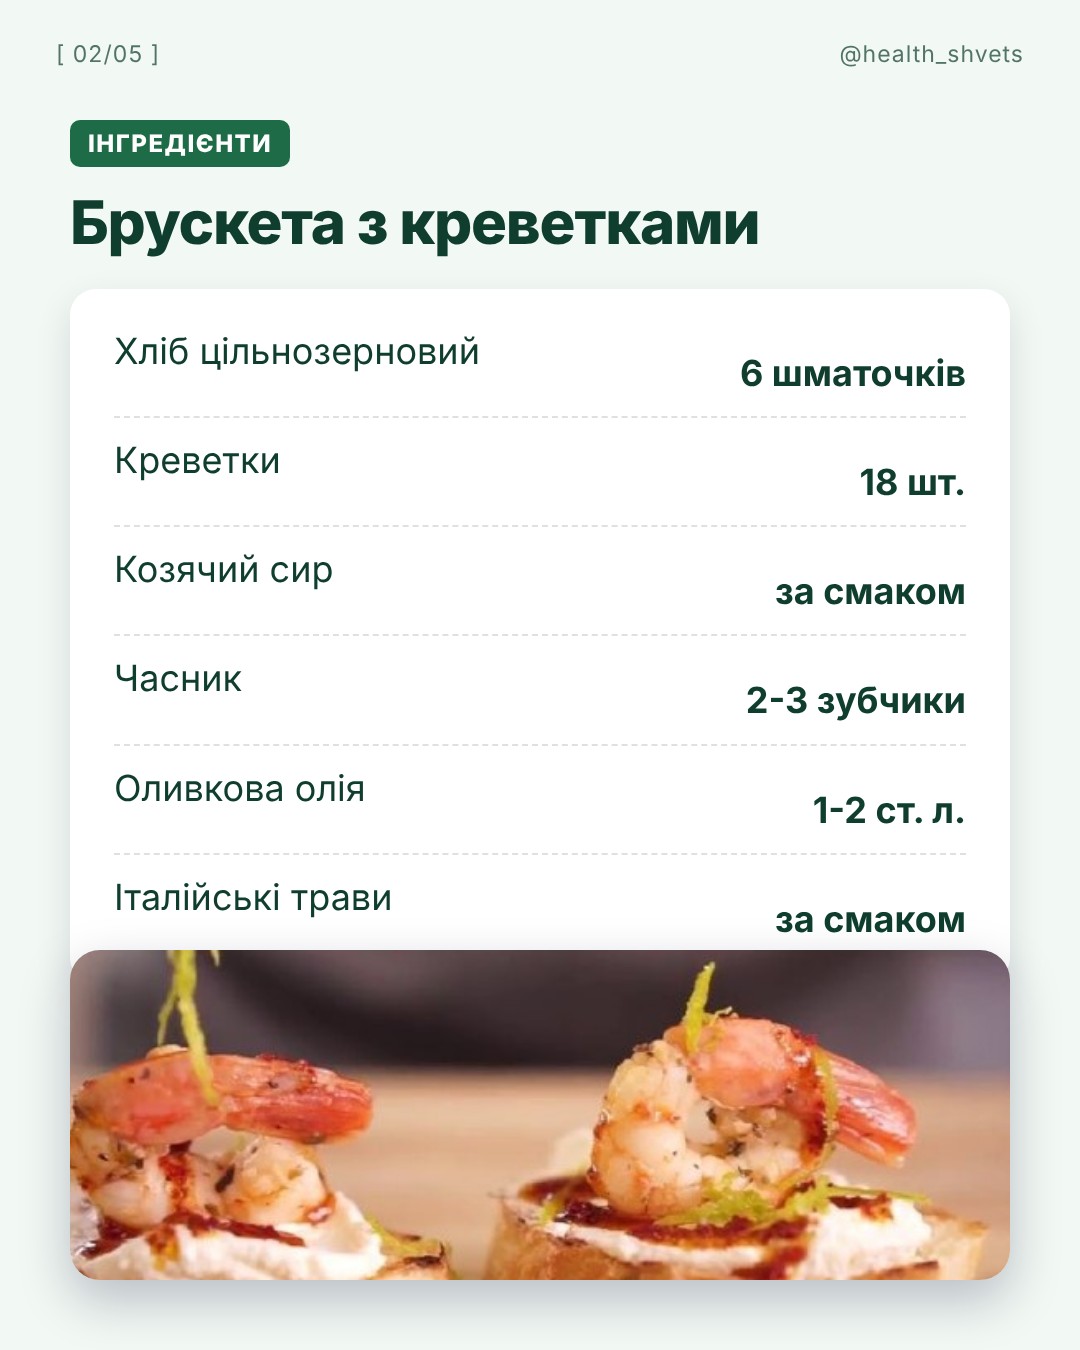 [ 02/05 ]
@health_shvets
ІНГРЕДІЄНТИ
Брускета з креветками
Хліб цільнозерновий
6 шматочків
Креветки
18 шт.
Козячий сир
за смаком
Часник
2-3 зубчики
Оливкова олія
1-2 ст. л.
Італійські трави
за смаком